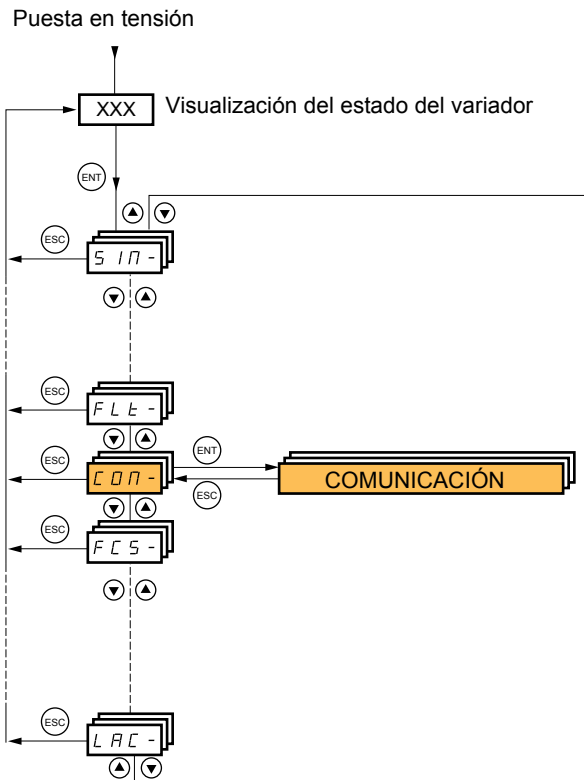 Puesta en tensión
XXX
Visualización del estado del variador
ENT
ESC
SIM-
ESC
FLt-
ESC
COM-
ENT
ESC
COMUNICACIÓN
ESC
FCS-
ESC
LAC-